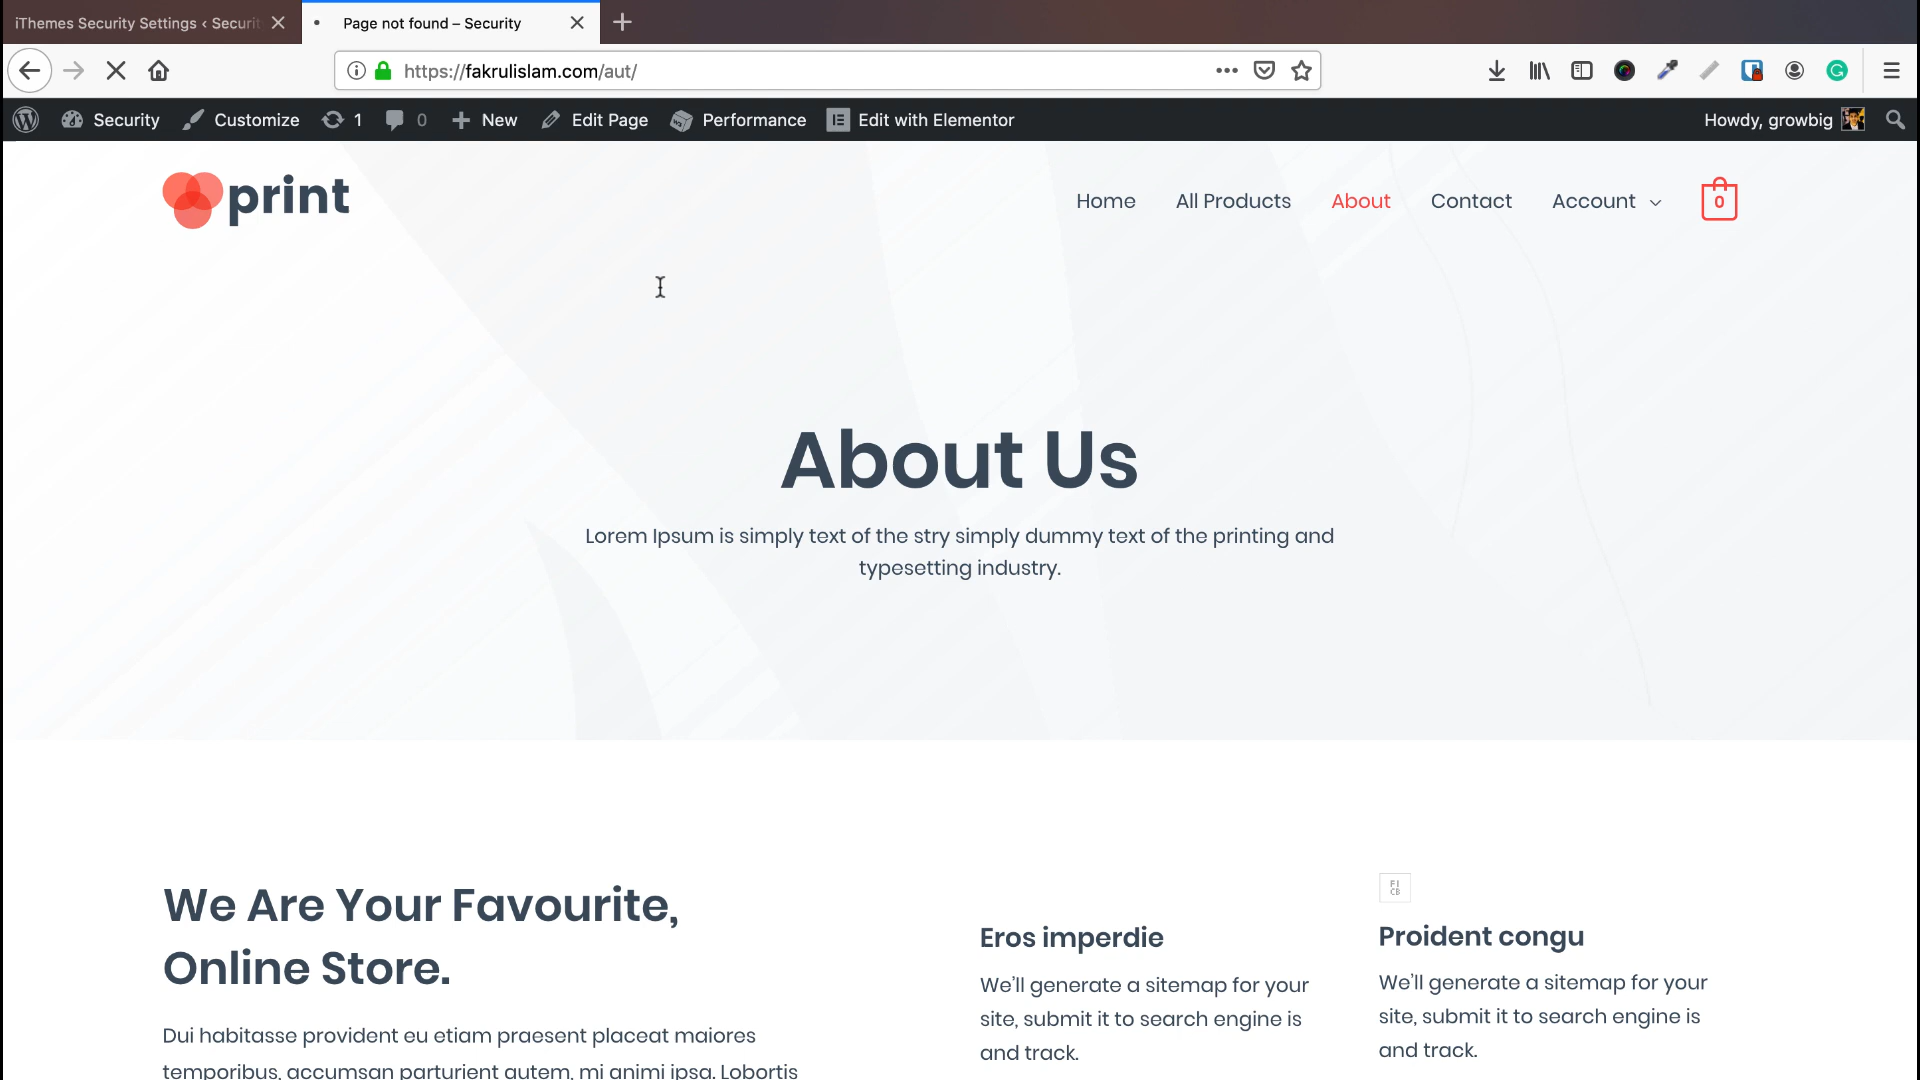 iThemes Security Settings ‹ Securit
Page not found – Security
https://fakrulislam.com/aut/
Security
Customize
1
0
New
Edit Page
Performance
Edit with Elementor
Howdy, growbig
print
Home
All Products
About
Contact
Account
0
About Us
Lorem Ipsum is simply text of the stry simply dummy text of the printing and
typesetting industry.
We Are Your Favourite,
Online Store.
Dui habitasse provident eu etiam praesent placeat maiores
temporibus, accumsan parturient autem, mi animi ipsa. Lobortis
Eros imperdie
We'll generate a sitemap for your
site, submit it to search engine is
and track.
FI
CB
Proident congu
We'll generate a sitemap for your
site, submit it to search engine is
and track.